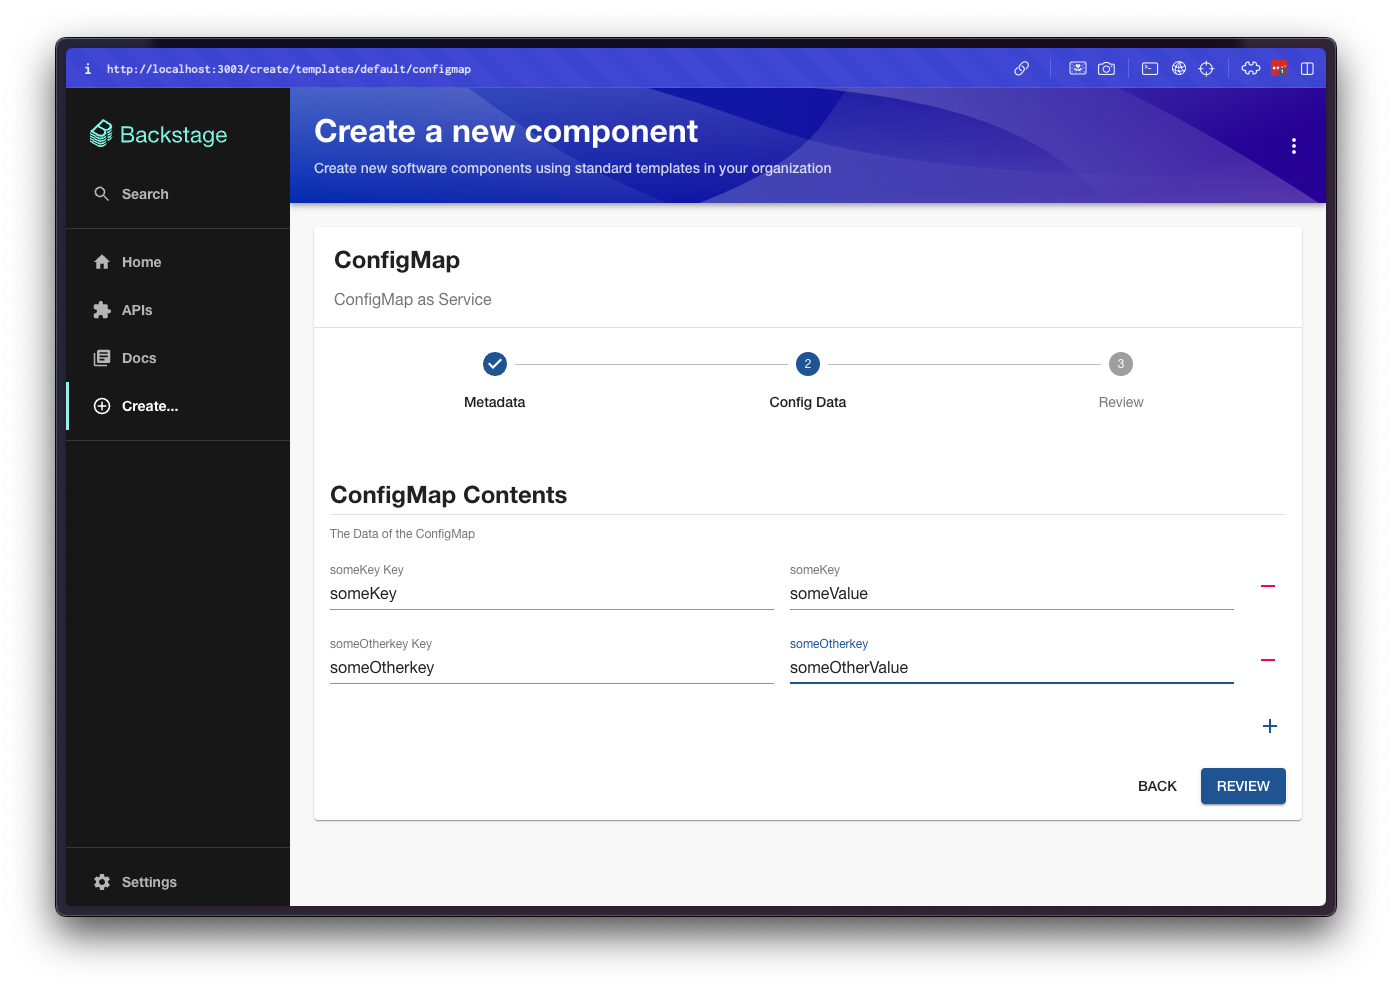 i http://localhost:3003/create/templates/default/configmap
Backstage
Search
Home
APIs
Docs
Create...
Settings
Create a new component
Create new software components using standard templates in your organization
ConfigMap
ConfigMap as Service
2
3
Metadata
Config Data
Review
ConfigMap Contents
The Data of the ConfigMap
someKey Key
someKey
someKey
someValue
someOtherkey Key
someOtherkey
someOtherkey
someOtherValue
BACK
REVIEW